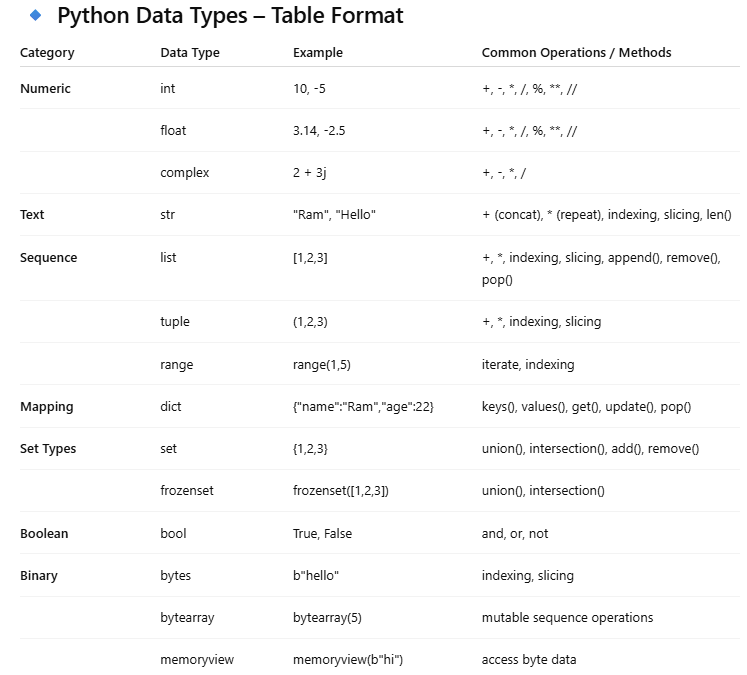 Python Data Types – Table Format
Category Data Type Example Common Operations / Methods
Numeric int 10, -5 +, -, *, /, %, **, //
float 3.14, -2.5 +, -, *, /, %, **, //
complex 2 + 3j +, -, *, /
Text str "Ram", "Hello" + (concat), * (repeat), indexing, slicing, len()
Sequence list [1,2,3] +, *, indexing, slicing, append(), remove(),
pop()
tuple (1,2,3) +, *, indexing, slicing
range range(1,5) iterate, indexing
Mapping dict {"name":"Ram","age":22} keys(), values(), get(), update(), pop()
Set Types set {1,2,3} union(), intersection(), add(), remove()
frozenset frozenset([1,2,3]) union(), intersection()
Boolean bool True, False and, or, not
Binary bytes b"hello" indexing, slicing
bytearray bytearray(5) mutable sequence operations
memoryview memoryview(b"hi") access byte data